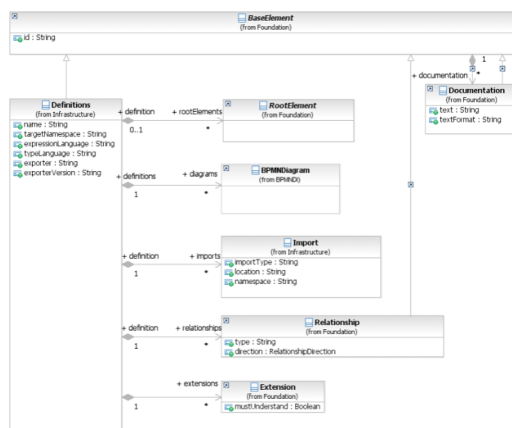 BaseElement
(from Foundation)
id : String
1
+ documentation
*
Documentation
(from Foundation)
text : String
textFormat : String
Definitions
(from Infrastructure)
name : String
targetNamespace : String
expressionLanguage : String
typeLanguage : String
exporter : String
exporterVersion : String
+ definition
+ rootElements
0..1
*
RootElement
(from Foundation)
+ definitions
+ diagrams
1
*
BPMNDiagram
(from BPMNDI)
+ definition
+ imports
1
*
Import
(from Infrastructure)
importType : String
location : String
namespace : String
+ definition
+ relationships
1
*
Relationship
(from Foundation)
type : String
direction : RelationshipDirection
+ extensions
1
*
Extension
(from Foundation)
mustUnderstand : Boolean